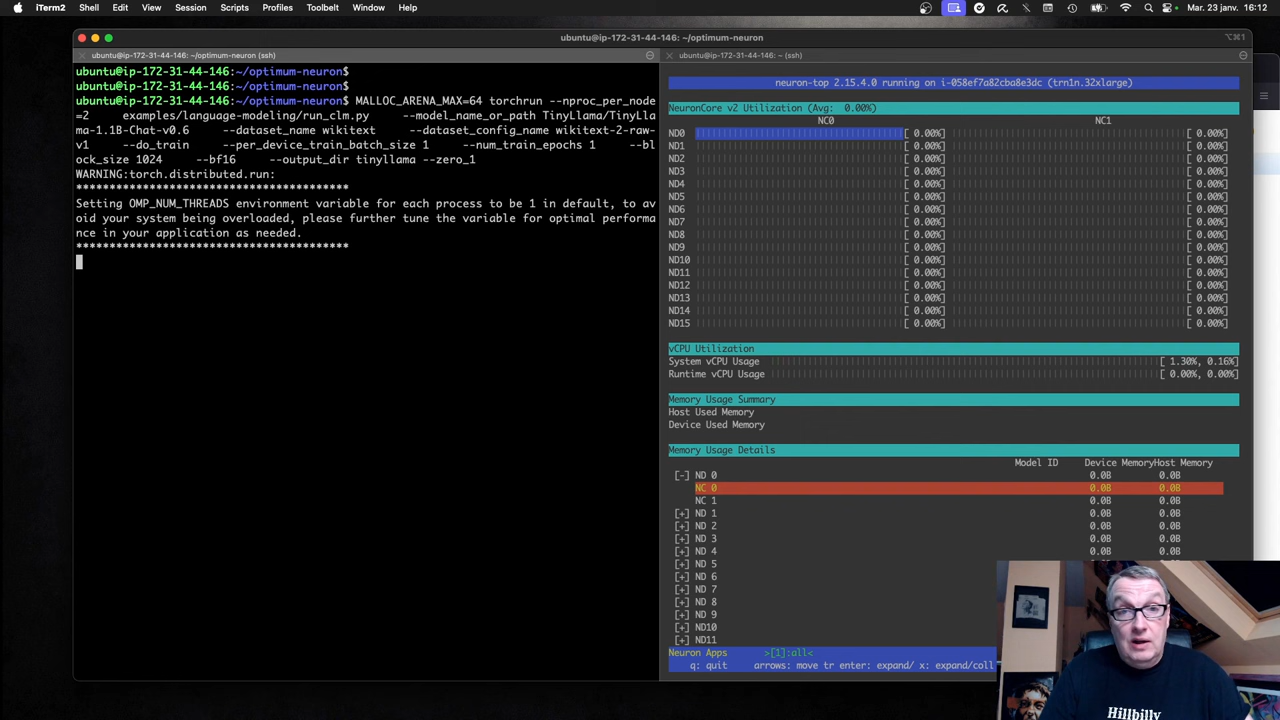 iTerm2 Shell Edit View Session Scripts Profiles Toolbelt Window Help Mar. 23 janv. 16:12
ubuntu@ip-172-31-44-146: ~/optimum-neuron
⌥⌘1
ubuntu@ip-172-31-44-146: ~/optimum-neuron (ssh)
ubuntu@ip-172-31-44-146:~/optimum-neuron$
ubuntu@ip-172-31-44-146:~/optimum-neuron$
ubuntu@ip-172-31-44-146:~/optimum-neuron$ MALLOC_ARENA_MAX=64 torchrun --nproc_per_node
=2 examples/language-modeling/run_clm.py --model_name_or_path TinyLlama/TinyLla
ma-1.1B-Chat-v0.6 --dataset_name wikitext --dataset_config_name wikitext-2-raw-
v1 --do_train --per_device_train_batch_size 1 --num_train_epochs 1 --bl
ock_size 1024 --bf16 --output_dir tinyllama --zero_1
WARNING:torch.distributed.run:
*****************************************
Setting OMP_NUM_THREADS environment variable for each process to be 1 in default, to av
oid your system being overloaded, please further tune the variable for optimal performa
nce in your application as needed.
*****************************************
ubuntu@ip-172-31-44-146: ~ (ssh)
neuron-top 2.15.4.0 running on i-058ef7a82cba8e3dc (trn1n.32xlarge)
NeuronCore v2 Utilization (Avg: 0.00%)
NC0 NC1
ND0 [ 0.00%] [ 0.00%]
ND1 [ 0.00%] [ 0.00%]
ND2 [ 0.00%] [ 0.00%]
ND3 [ 0.00%] [ 0.00%]
ND4 [ 0.00%] [ 0.00%]
ND5 [ 0.00%] [ 0.00%]
ND6 [ 0.00%] [ 0.00%]
ND7 [ 0.00%] [ 0.00%]
ND8 [ 0.00%] [ 0.00%]
ND9 [ 0.00%] [ 0.00%]
ND10 [ 0.00%] [ 0.00%]
ND11 [ 0.00%] [ 0.00%]
ND12 [ 0.00%] [ 0.00%]
ND13 [ 0.00%] [ 0.00%]
ND14 [ 0.00%] [ 0.00%]
ND15 [ 0.00%] [ 0.00%]
vCPU Utilization
System vCPU Usage [ 1.30%, 0.16%]
Runtime vCPU Usage [ 0.00%, 0.00%]
Memory Usage Summary
Host Used Memory
Device Used Memory
Memory Usage Details
Model ID Device Memory Host Memory
[-] ND 0 0.0B 0.0B
NC 0 0.0B 0.0B
NC 1 0.0B 0.0B
[+] ND 1 0.0B 0.0B
[+] ND 2 0.0B 0.0B
[+] ND 3 0.0B 0.0B
[+] ND 4 0.0B 0.0B
[+] ND 5
[+] ND 6
[+] ND 7
[+] ND 8
[+] ND 9
[+] ND10
[+] ND11
Neuron Apps >[1]:all<
q: quit arrows: move tr enter: expand/ x: expand/coll
Hillbilly